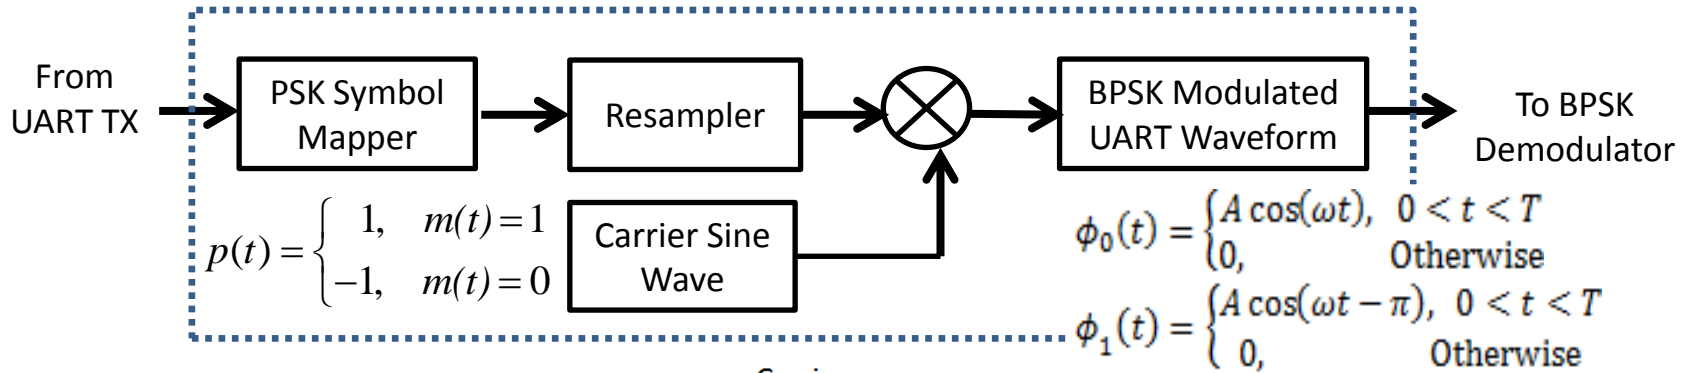 From
UART TX
PSK Symbol
Mapper
Resampler
BPSK Modulated
UART Waveform
To BPSK
Demodulator
p(t) = { 1, m(t) = 1
−1, m(t) = 0
Carrier Sine
Wave
ϕ₀(t) = { A cos(ωt), 0 < t < T
0, Otherwise
ϕ₁(t) = { A cos(ωt − π), 0 < t < T
0, Otherwise